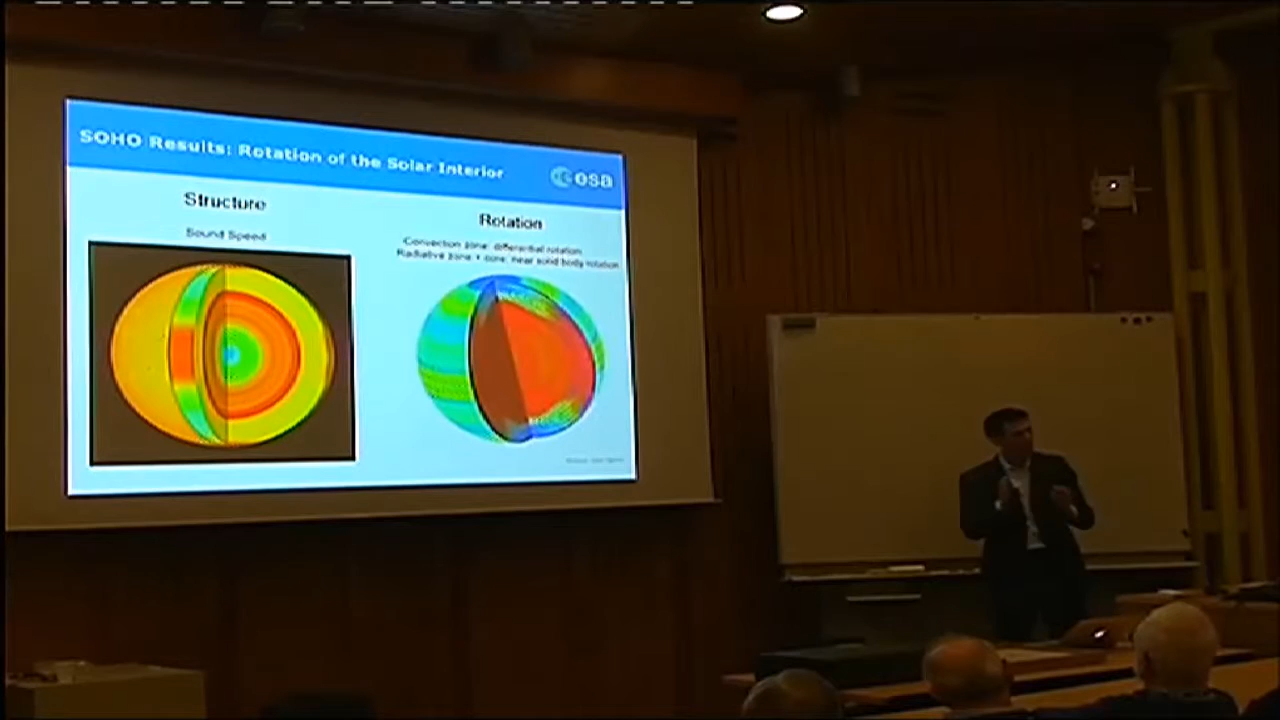 SOHO Results: Rotation of the Solar Interior
esa
Structure
Sound Speed
Rotation
Convection zone: differential rotation
Radiative zone + core: near solid body rotation